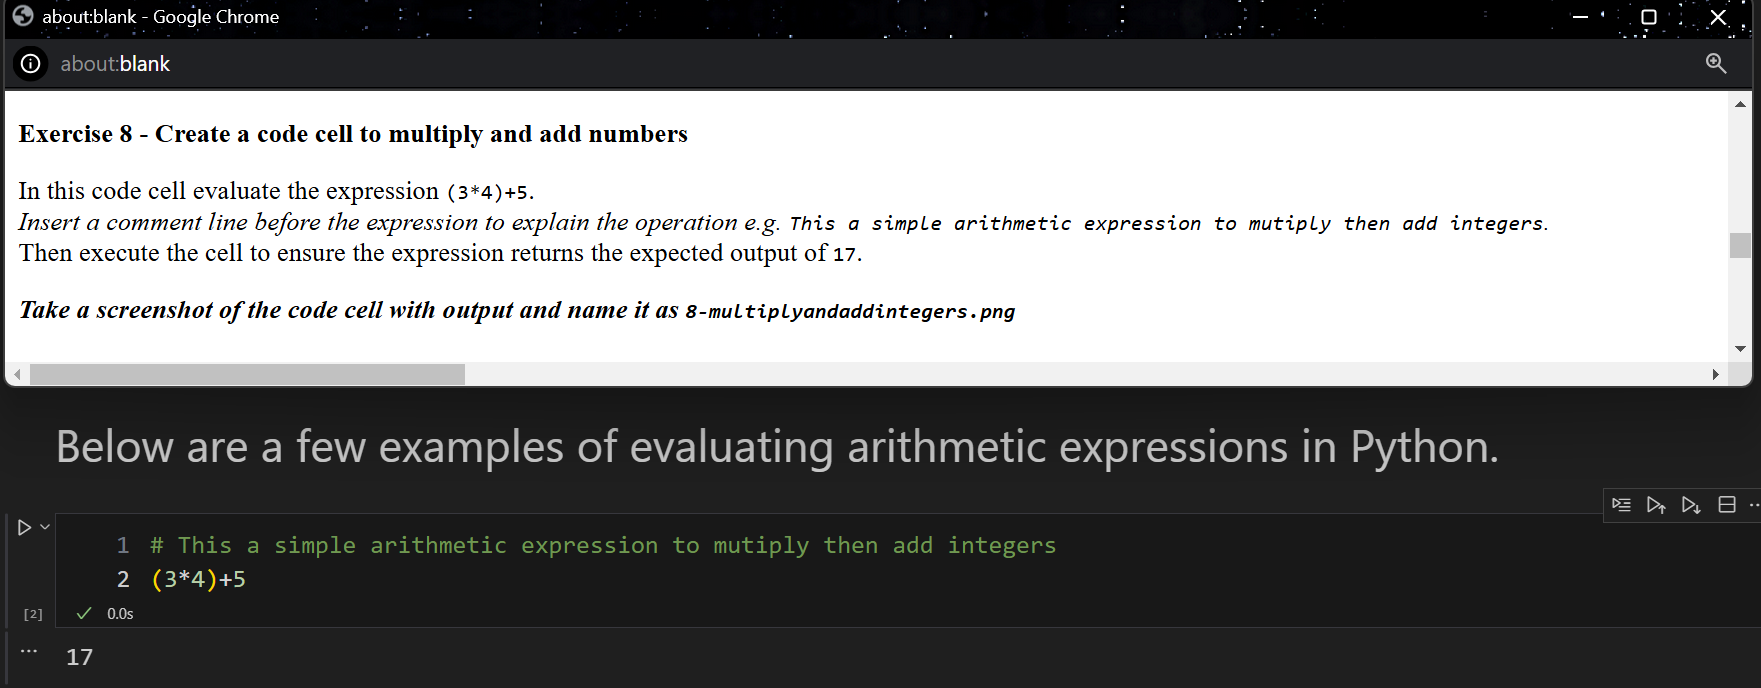 about:blank - Google Chrome
about:blank
Exercise 8 - Create a code cell to multiply and add numbers
In this code cell evaluate the expression (3*4)+5.
Insert a comment line before the expression to explain the operation e.g. This a simple arithmetic expression to mutiply then add integers.
Then execute the cell to ensure the expression returns the expected output of 17.
Take a screenshot of the code cell with output and name it as 8-multiplyandaddintegers.png
Below are a few examples of evaluating arithmetic expressions in Python.
1 # This a simple arithmetic expression to mutiply then add integers
2 (3*4)+5
[2] ✓ 0.0s
... 17